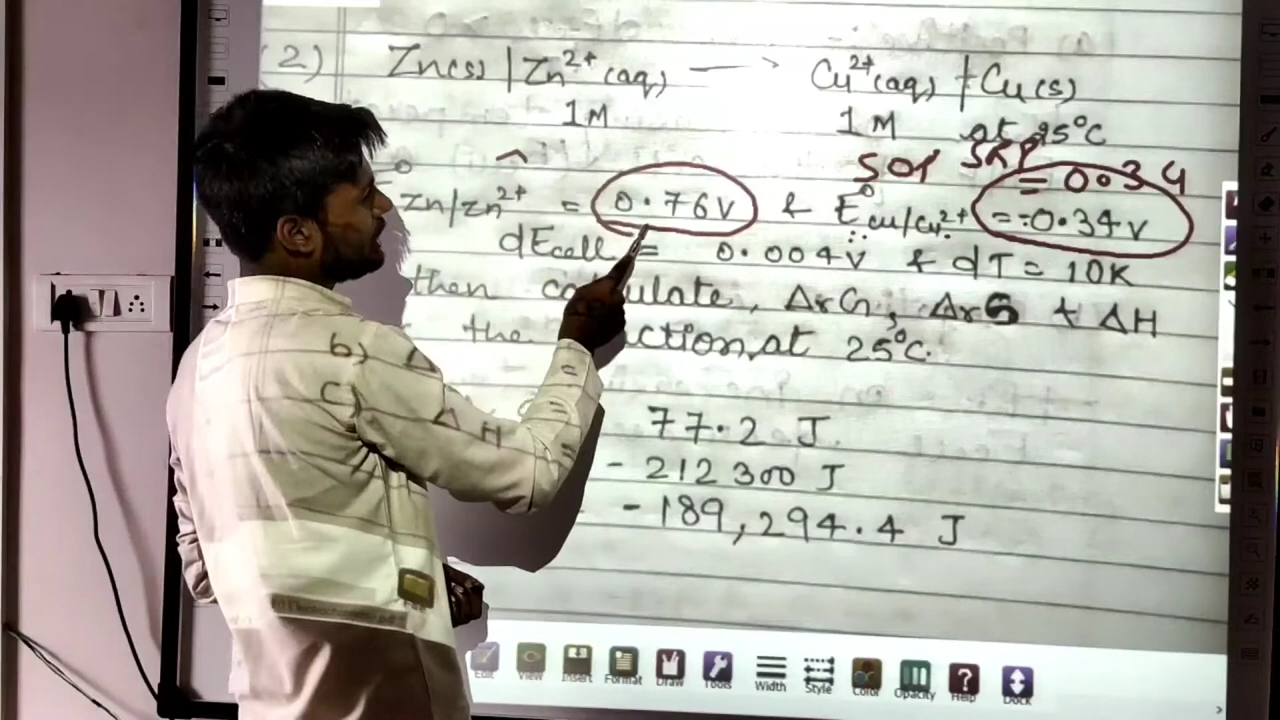 (2) Zn(s) | Zn²⁺(aq) ⟶ Cu²⁺(aq) | Cu(s)
1M 1M at 25°C
SOP SRP
= 0.34
° Zn/Zn²⁺ = 0.76V & E°Cu/Cu²⁺ = -0.34V
dEcell = 0.004V & dT = 10K
then calculate, ΔrG, ΔrS & ΔH
the at 25°C.
b) Δ = 77.2 J
c) = -212300 J
ΔH = -189,294.4 J
Edit View Insert Format Draw Tools Width Style Color Opacity Help Dock